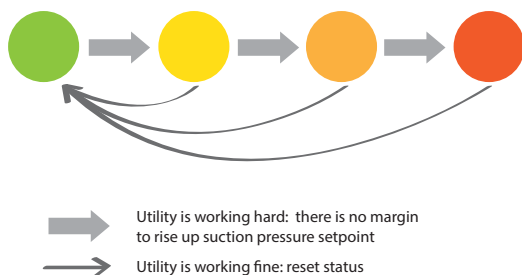 Utility is working hard: there is no margin
to rise up suction pressure setpoint
Utility is working fine: reset status